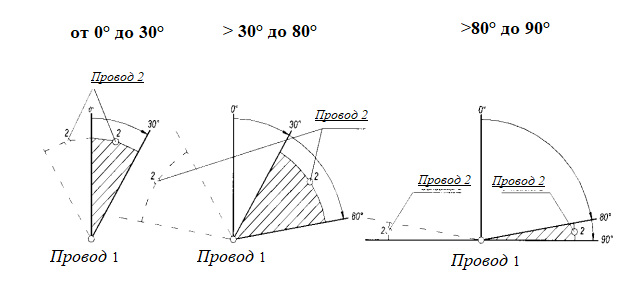 от 0° до 30°
> 30° до 80°
>80° до 90°
Провод 2
0°
30°
2
2
Провод 1
0°
30°
Провод 2
2
2
60°
Провод 1
0°
Провод 2
Провод 2
2
2
80°
90°
Провод 1